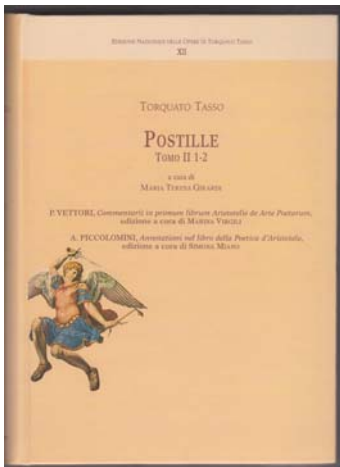 EDIZIONE NAZIONALE DELLE OPERE DI TORQUATO TASSO
XII
TORQUATO TASSO
POSTILLE
TOMO II 1-2
a cura di
MARIA TERESA GIRARDI
P. VETTORI, Commentarii in primum librum Aristotelis de Arte Poetarum,
edizione a cura di MARINA VIRGILI
A. PICCOLOMINI, Annotationi nel libro della Poetica d'Aristotele,
edizione a cura di SIMONA MIANO